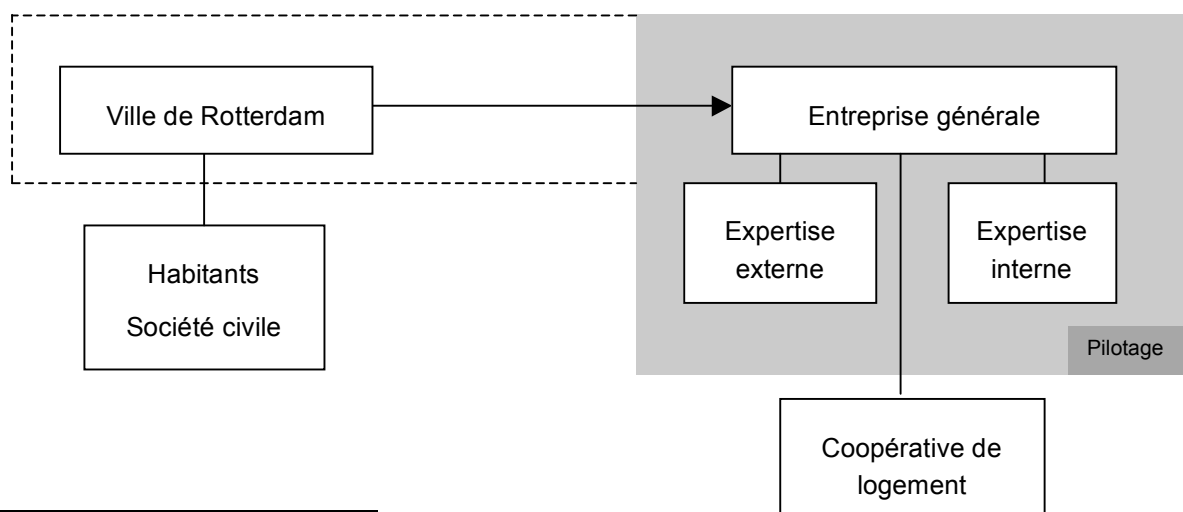 Ville de Rotterdam
Entreprise générale
Expertise
externe
Expertise
interne
Habitants
Société civile
Pilotage
Coopérative de
logement